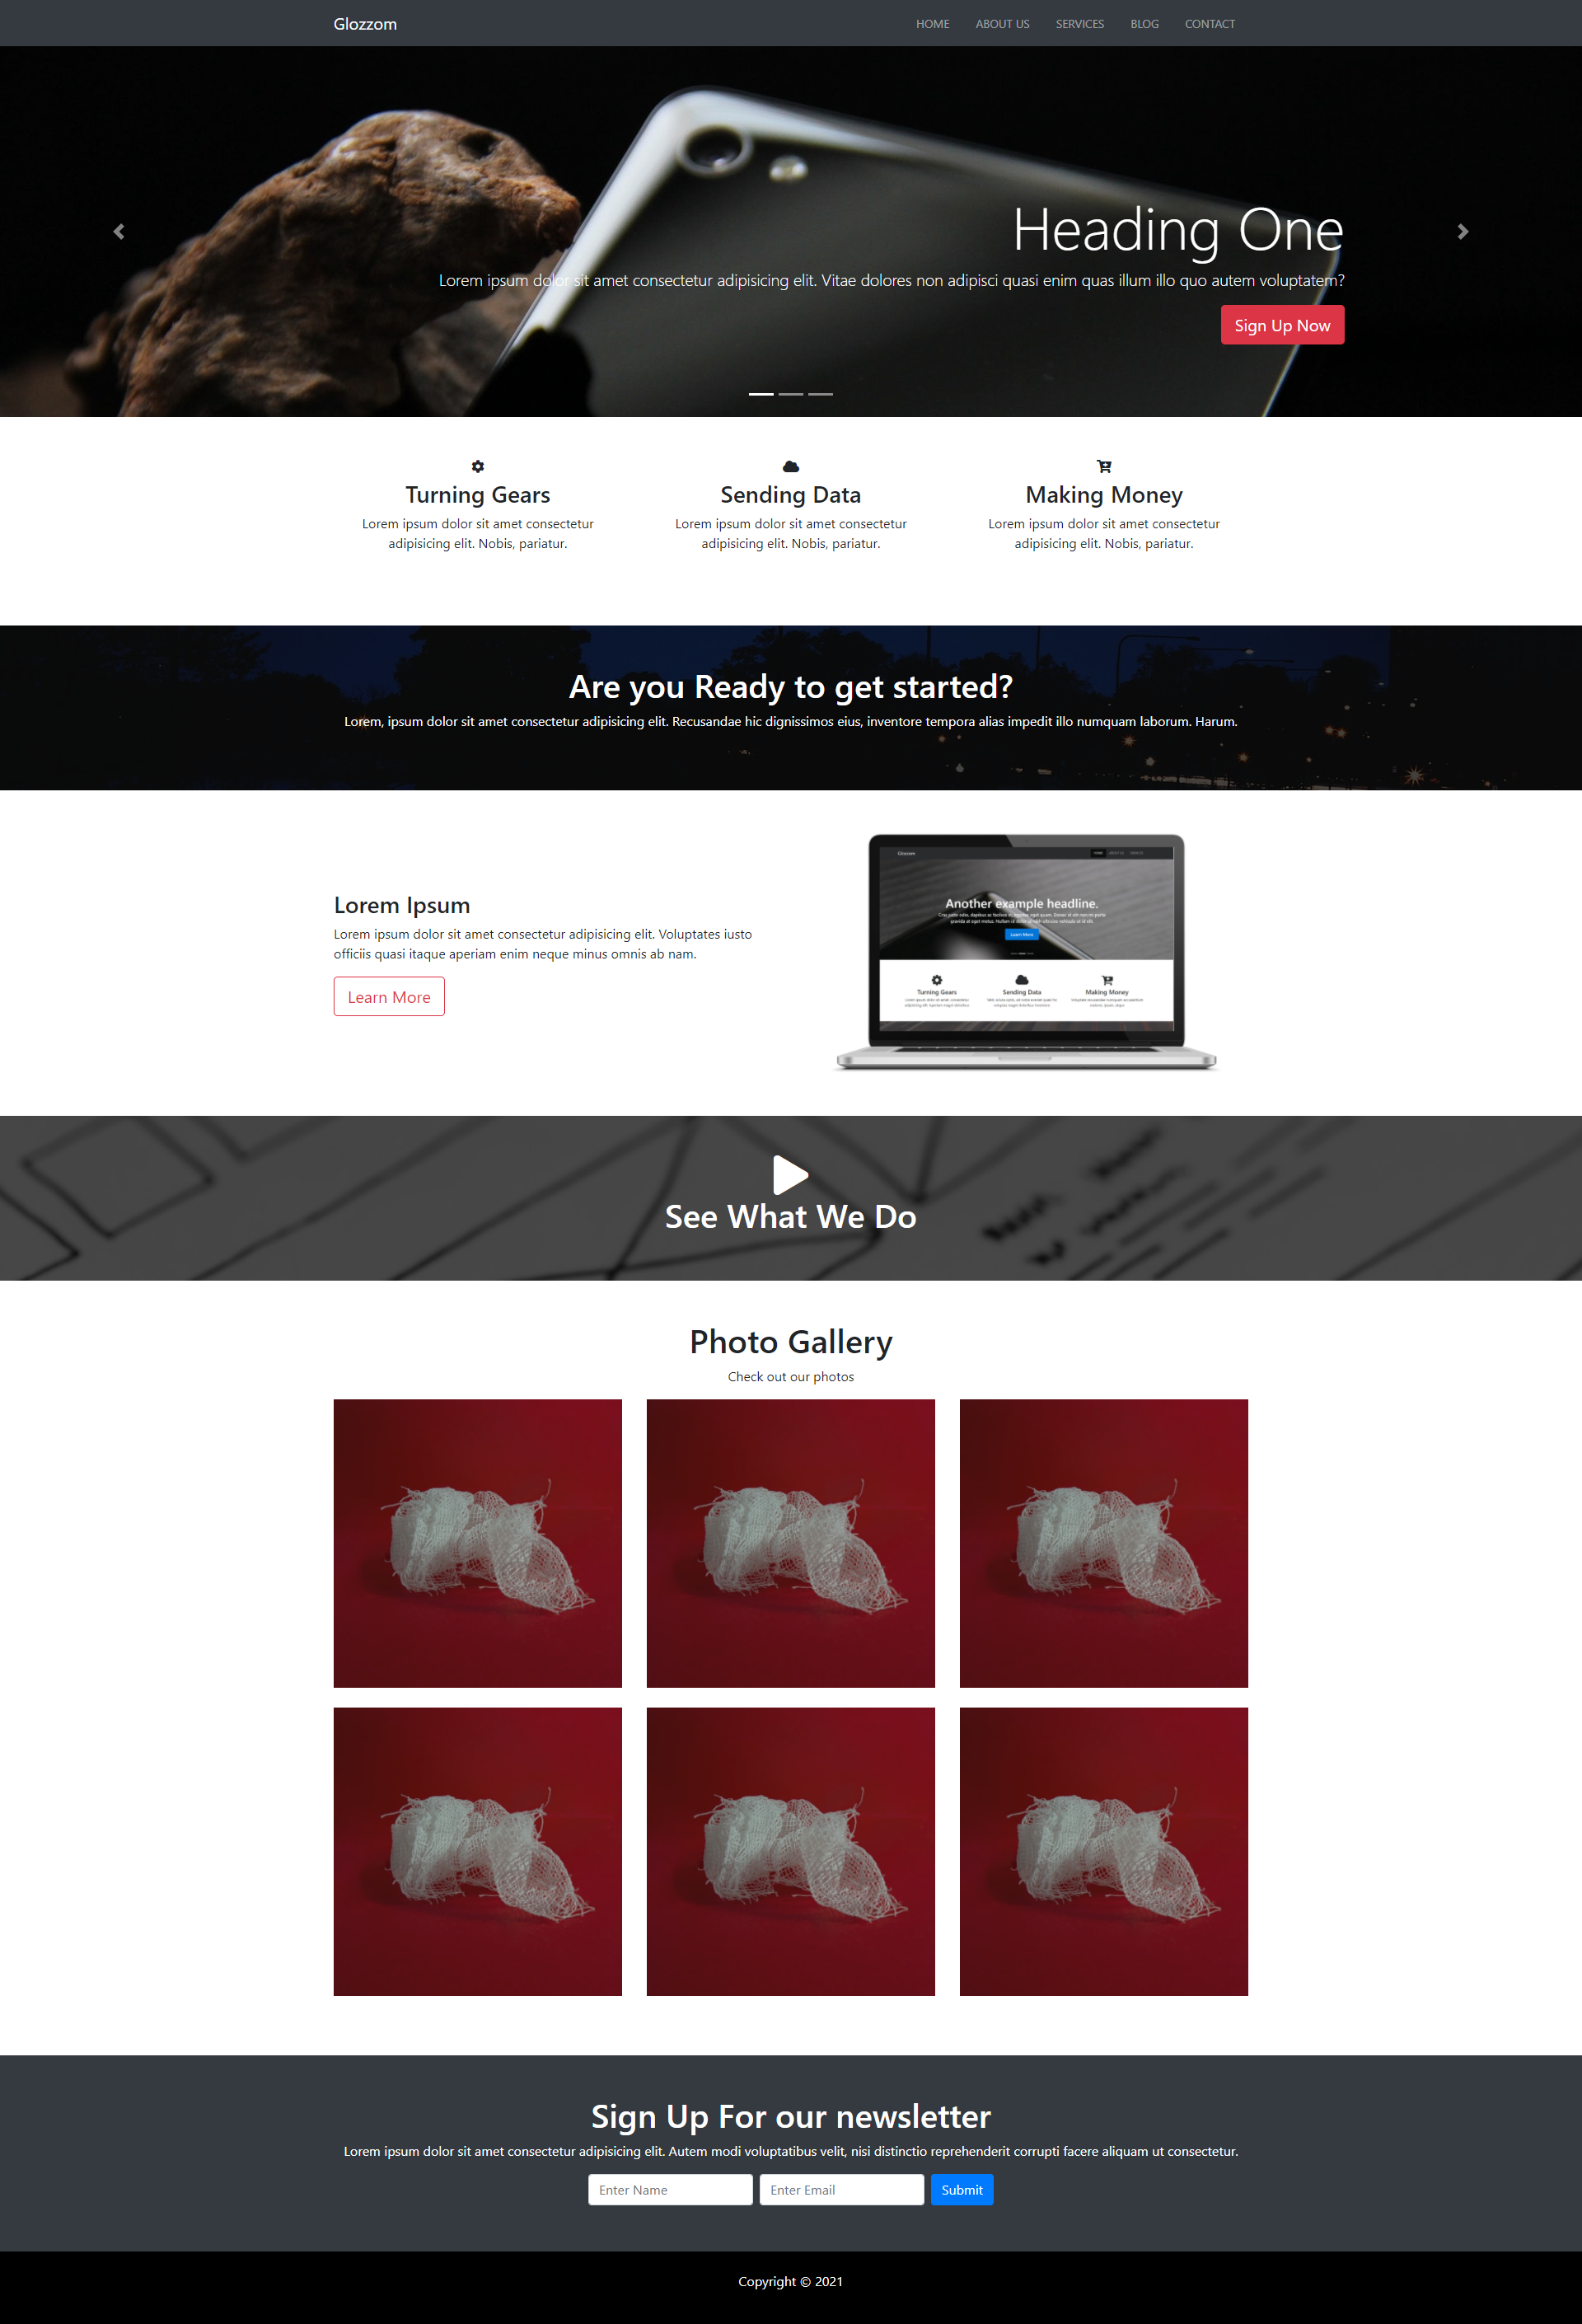 Glozzom
HOME ABOUT US SERVICES BLOG CONTACT
Heading One
Lorem ipsum dolor sit amet consectetur adipisicing elit. Vitae dolores non adipisci quasi enim quas illum illo quo autem voluptatem?
Sign Up Now
Turning Gears
Lorem ipsum dolor sit amet consectetur
adipisicing elit. Nobis, pariatur.
Sending Data
Lorem ipsum dolor sit amet consectetur
adipisicing elit. Nobis, pariatur.
Making Money
Lorem ipsum dolor sit amet consectetur
adipisicing elit. Nobis, pariatur.
Are you Ready to get started?
Lorem, ipsum dolor sit amet consectetur adipisicing elit. Recusandae hic dignissimos eius, inventore tempora alias impedit illo numquam laborum. Harum.
Lorem Ipsum
Lorem ipsum dolor sit amet consectetur adipisicing elit. Voluptates iusto
officiis quasi itaque aperiam enim neque minus omnis ab nam.
Learn More
Glozzom
HOME ABOUT US
Another example headline.
Learn More
Turning Gears
Sending Data
Making Money
See What We Do
Photo Gallery
Check out our photos
Sign Up For our newsletter
Lorem ipsum dolor sit amet consectetur adipisicing elit. Autem modi voluptatibus velit, nisi distinctio reprehenderit corrupti facere aliquam ut consectetur.
Enter Name
Enter Email
Submit
Copyright © 2021